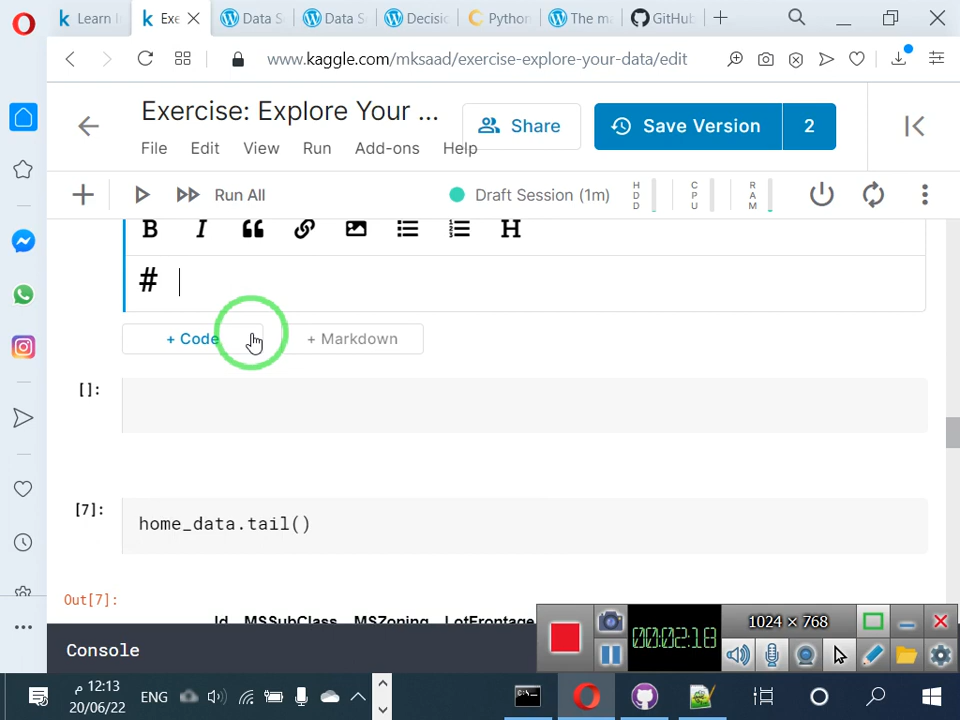 Learn I
Exe
Data S
Data S
Decisio
Python
The ma
GitHub
www.kaggle.com/mksaad/exercise-explore-your-data/edit
Exercise: Explore Your ...
Share
Save Version
2
File Edit View Run Add-ons Help
Run All
Draft Session (1m)
HDD
CPU
RAM
B I H
#
+ Code
+ Markdown
[]:
[7]:
home_data.tail()
Out[7]:
Id MSSubClass MSZoning LotFrontage
00:02:18
1024 × 768
Console
12:13 م
20/06/22
ENG